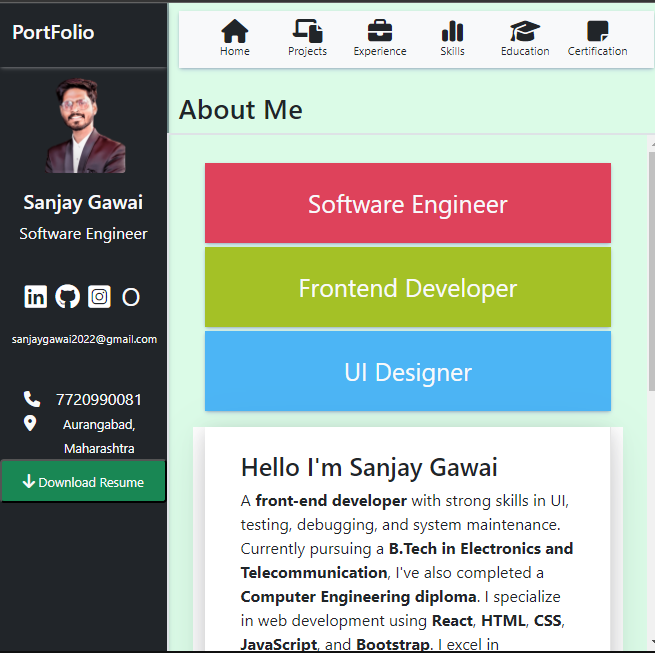 PortFolio
Sanjay Gawai
Software Engineer
in
O
sanjaygawai2022@gmail.com
7720990081
Aurangabad,
Maharashtra
Download Resume
Home Projects Experience Skills Education Certification
About Me
Software Engineer
Frontend Developer
UI Designer
Hello I'm Sanjay Gawai
A front-end developer with strong skills in UI,
testing, debugging, and system maintenance.
Currently pursuing a B.Tech in Electronics and
Telecommunication, I've also completed a
Computer Engineering diploma. I specialize
in web development using React, HTML, CSS,
JavaScript, and Bootstrap. I excel in